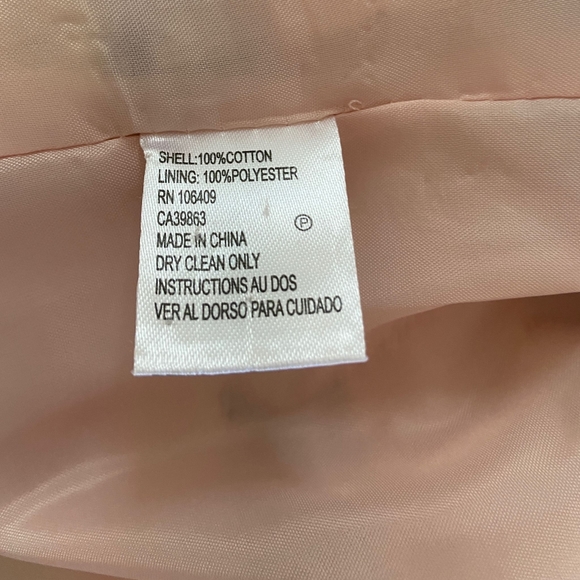 SHELL:100%COTTON
LINING: 100%POLYESTER
RN 106409
CA39863
Ⓟ
MADE IN CHINA
DRY CLEAN ONLY
INSTRUCTIONS AU DOS
VER AL DORSO PARA CUIDADO